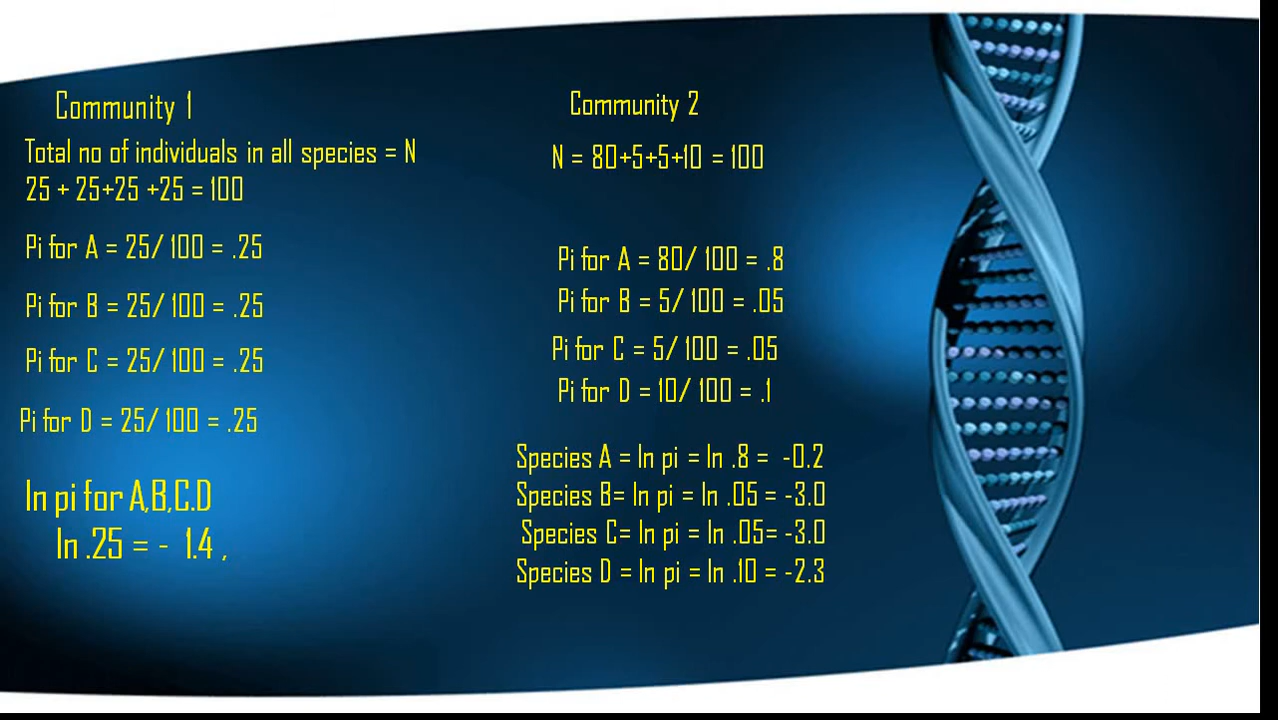 Community 1
Total no of individuals in all species = N
25 + 25+25 +25 = 100
Pi for A = 25/ 100 = .25
Pi for B = 25/ 100 = .25
Pi for C = 25/ 100 = .25
Pi for D = 25/ 100 = .25
ln pi for A,B,C.D
ln .25 = - 1.4 ,
Community 2
N = 80+5+5+10 = 100
Pi for A = 80/ 100 = .8
Pi for B = 5/ 100 = .05
Pi for C = 5/ 100 = .05
Pi for D = 10/ 100 = .1
Species A = ln pi = ln .8 = -0.2
Species B= ln pi = ln .05 = -3.0
Species C= ln pi = ln .05= -3.0
Species D = ln pi = ln .10 = -2.3